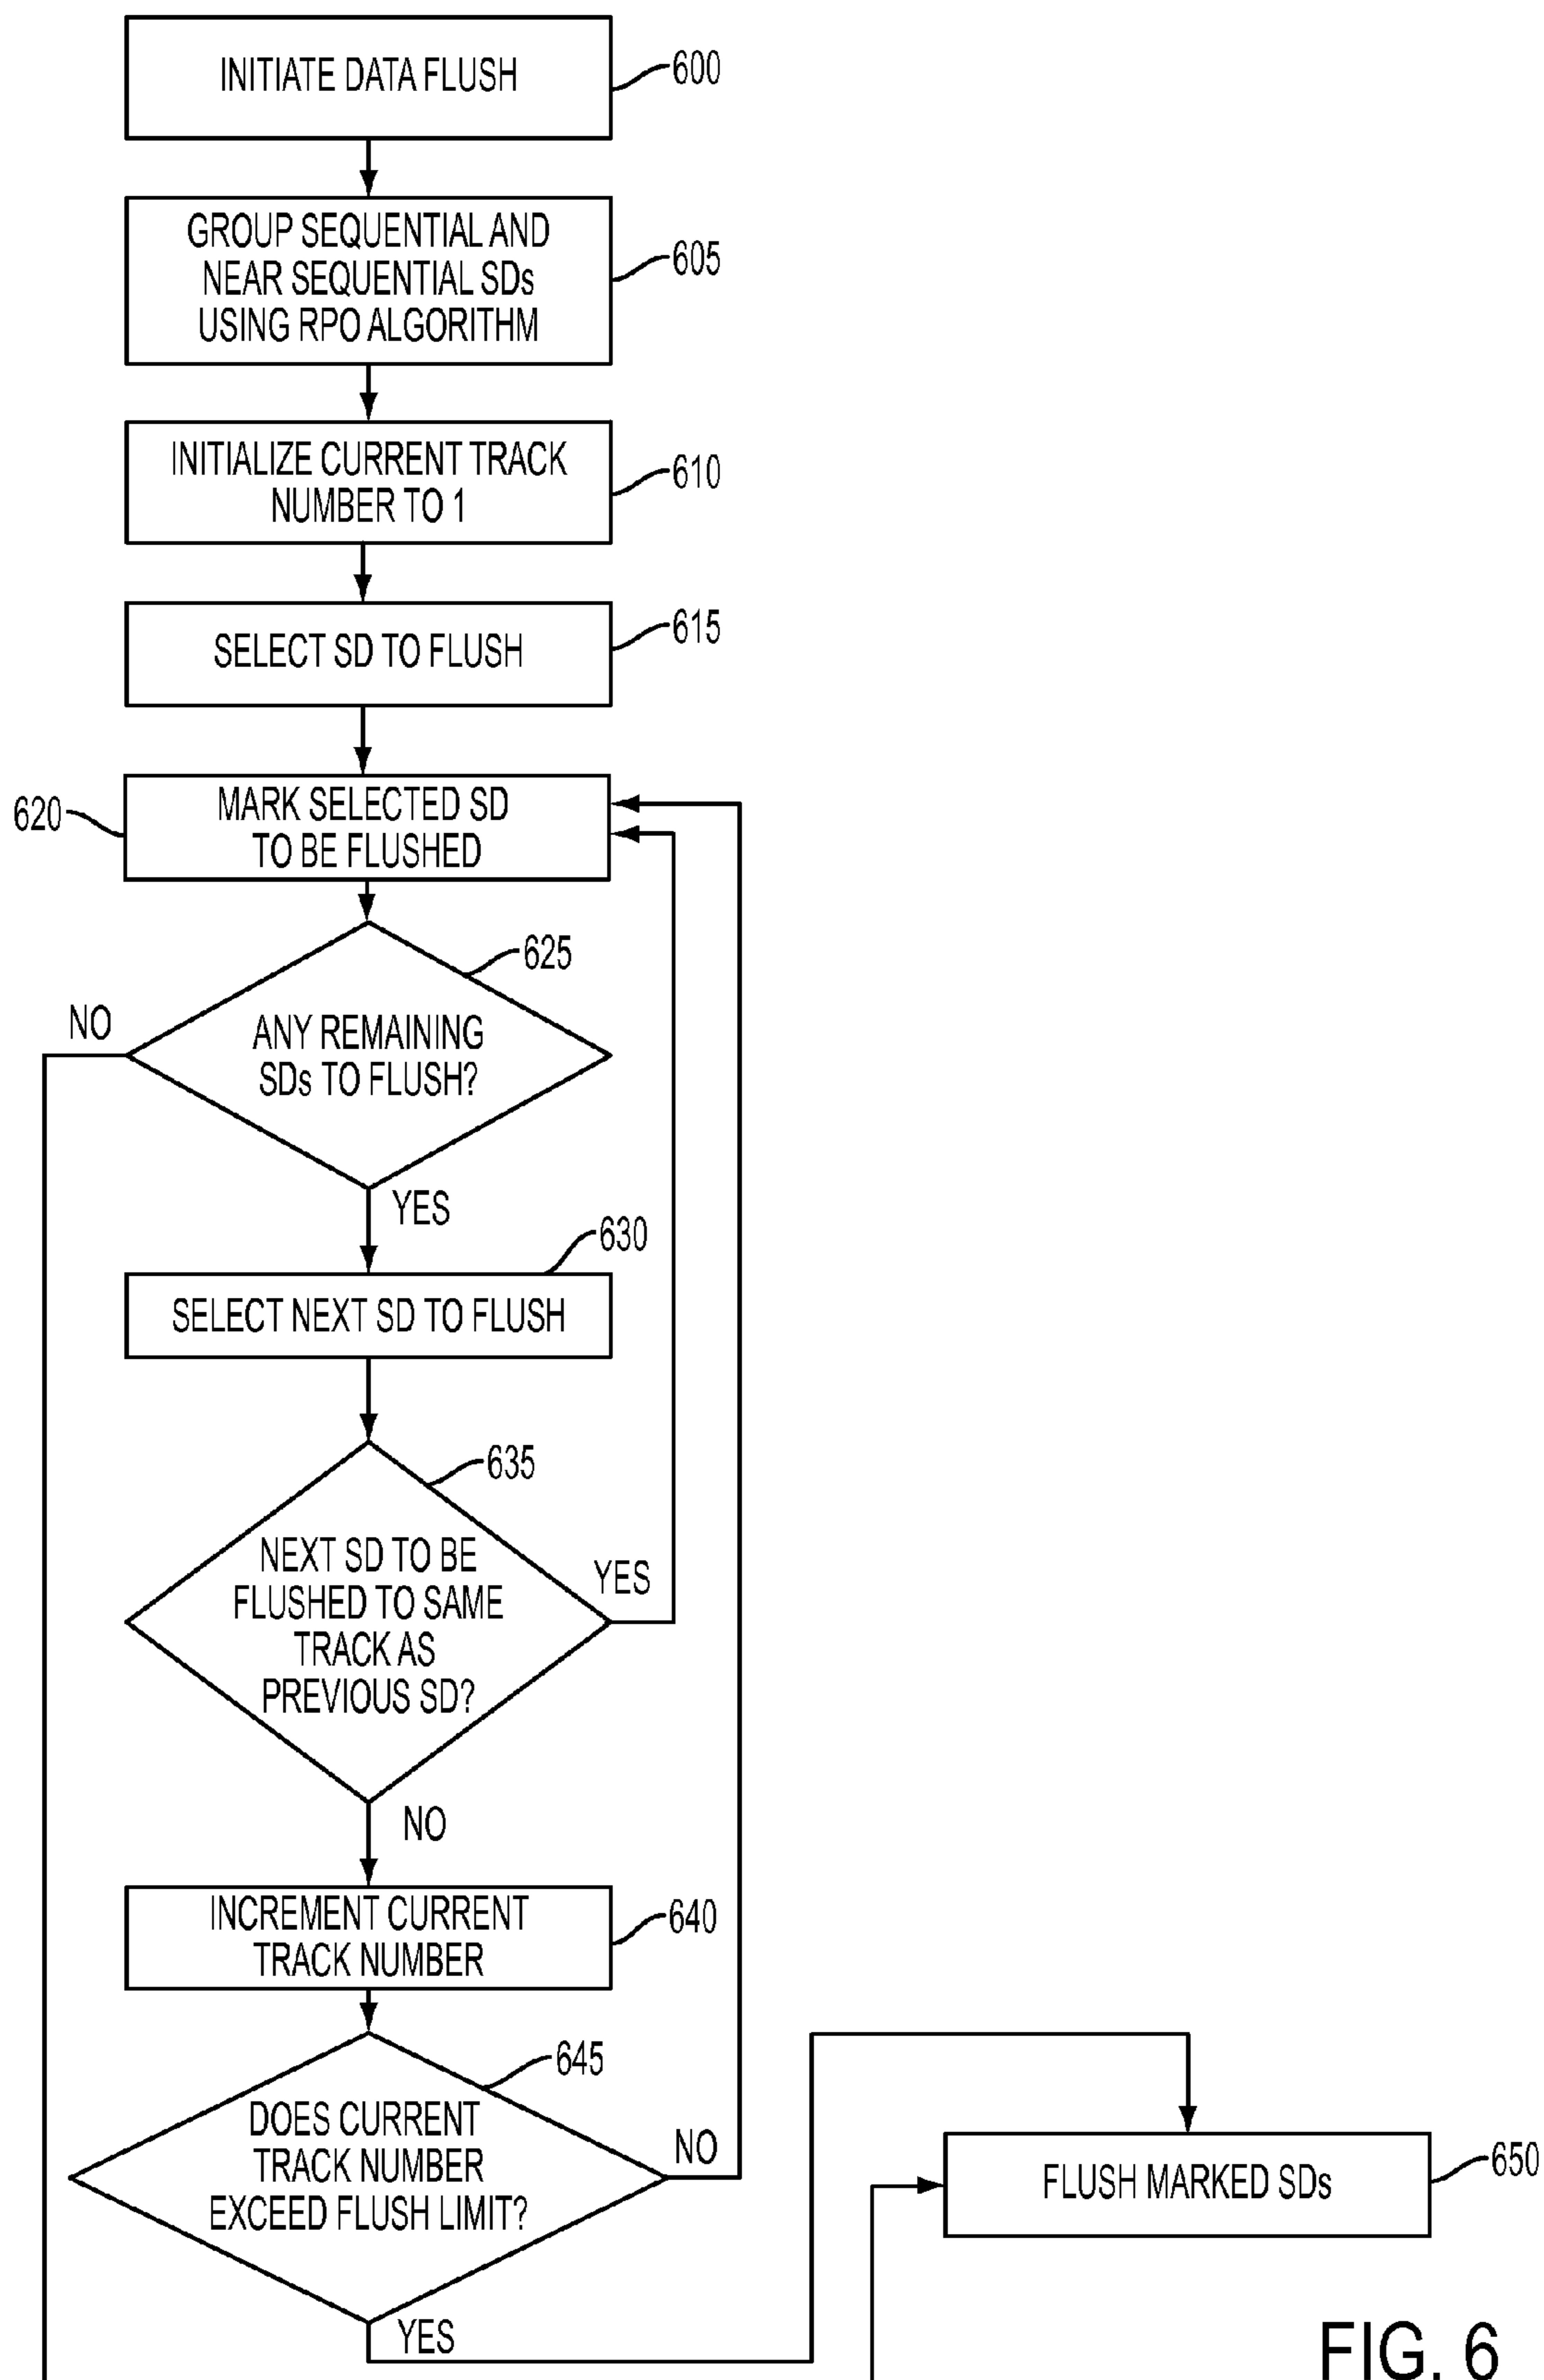 INITIATE DATA FLUSH
600
GROUP SEQUENTIAL AND
NEAR SEQUENTIAL SDs
USING RPO ALGORITHM
605
INITIALIZE CURRENT TRACK
NUMBER TO 1
610
SELECT SD TO FLUSH
615
MARK SELECTED SD
TO BE FLUSHED
620
625
NO
ANY REMAINING
SDs TO FLUSH?
YES
630
SELECT NEXT SD TO FLUSH
635
NEXT SD TO BE
FLUSHED TO SAME
TRACK AS
PREVIOUS SD?
YES
NO
INCREMENT CURRENT
TRACK NUMBER
640
645
DOES CURRENT
TRACK NUMBER
EXCEED FLUSH LIMIT?
NO
YES
FLUSH MARKED SDs
650
FIG. 6